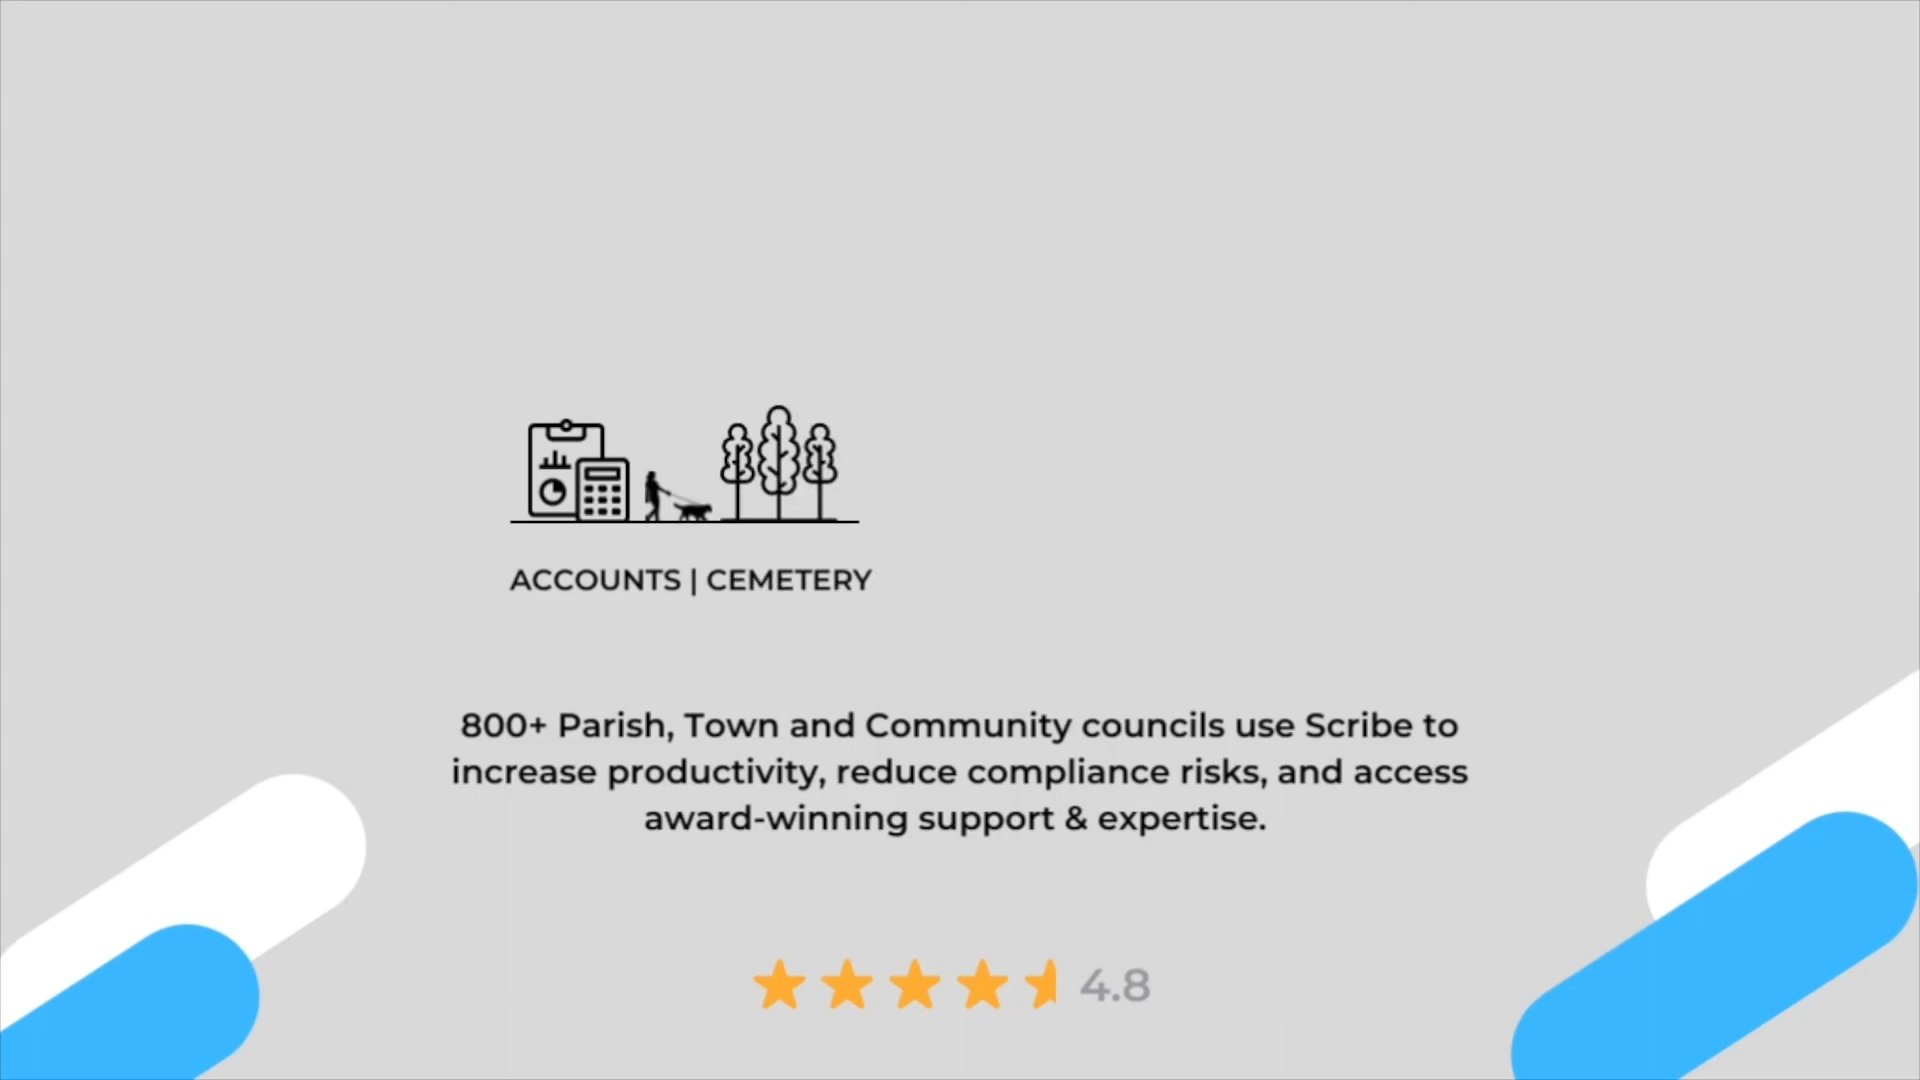 ACCOUNTS | CEMETERY
800+ Parish, Town and Community councils use Scribe to
increase productivity, reduce compliance risks, and access
award-winning support & expertise.
4.8